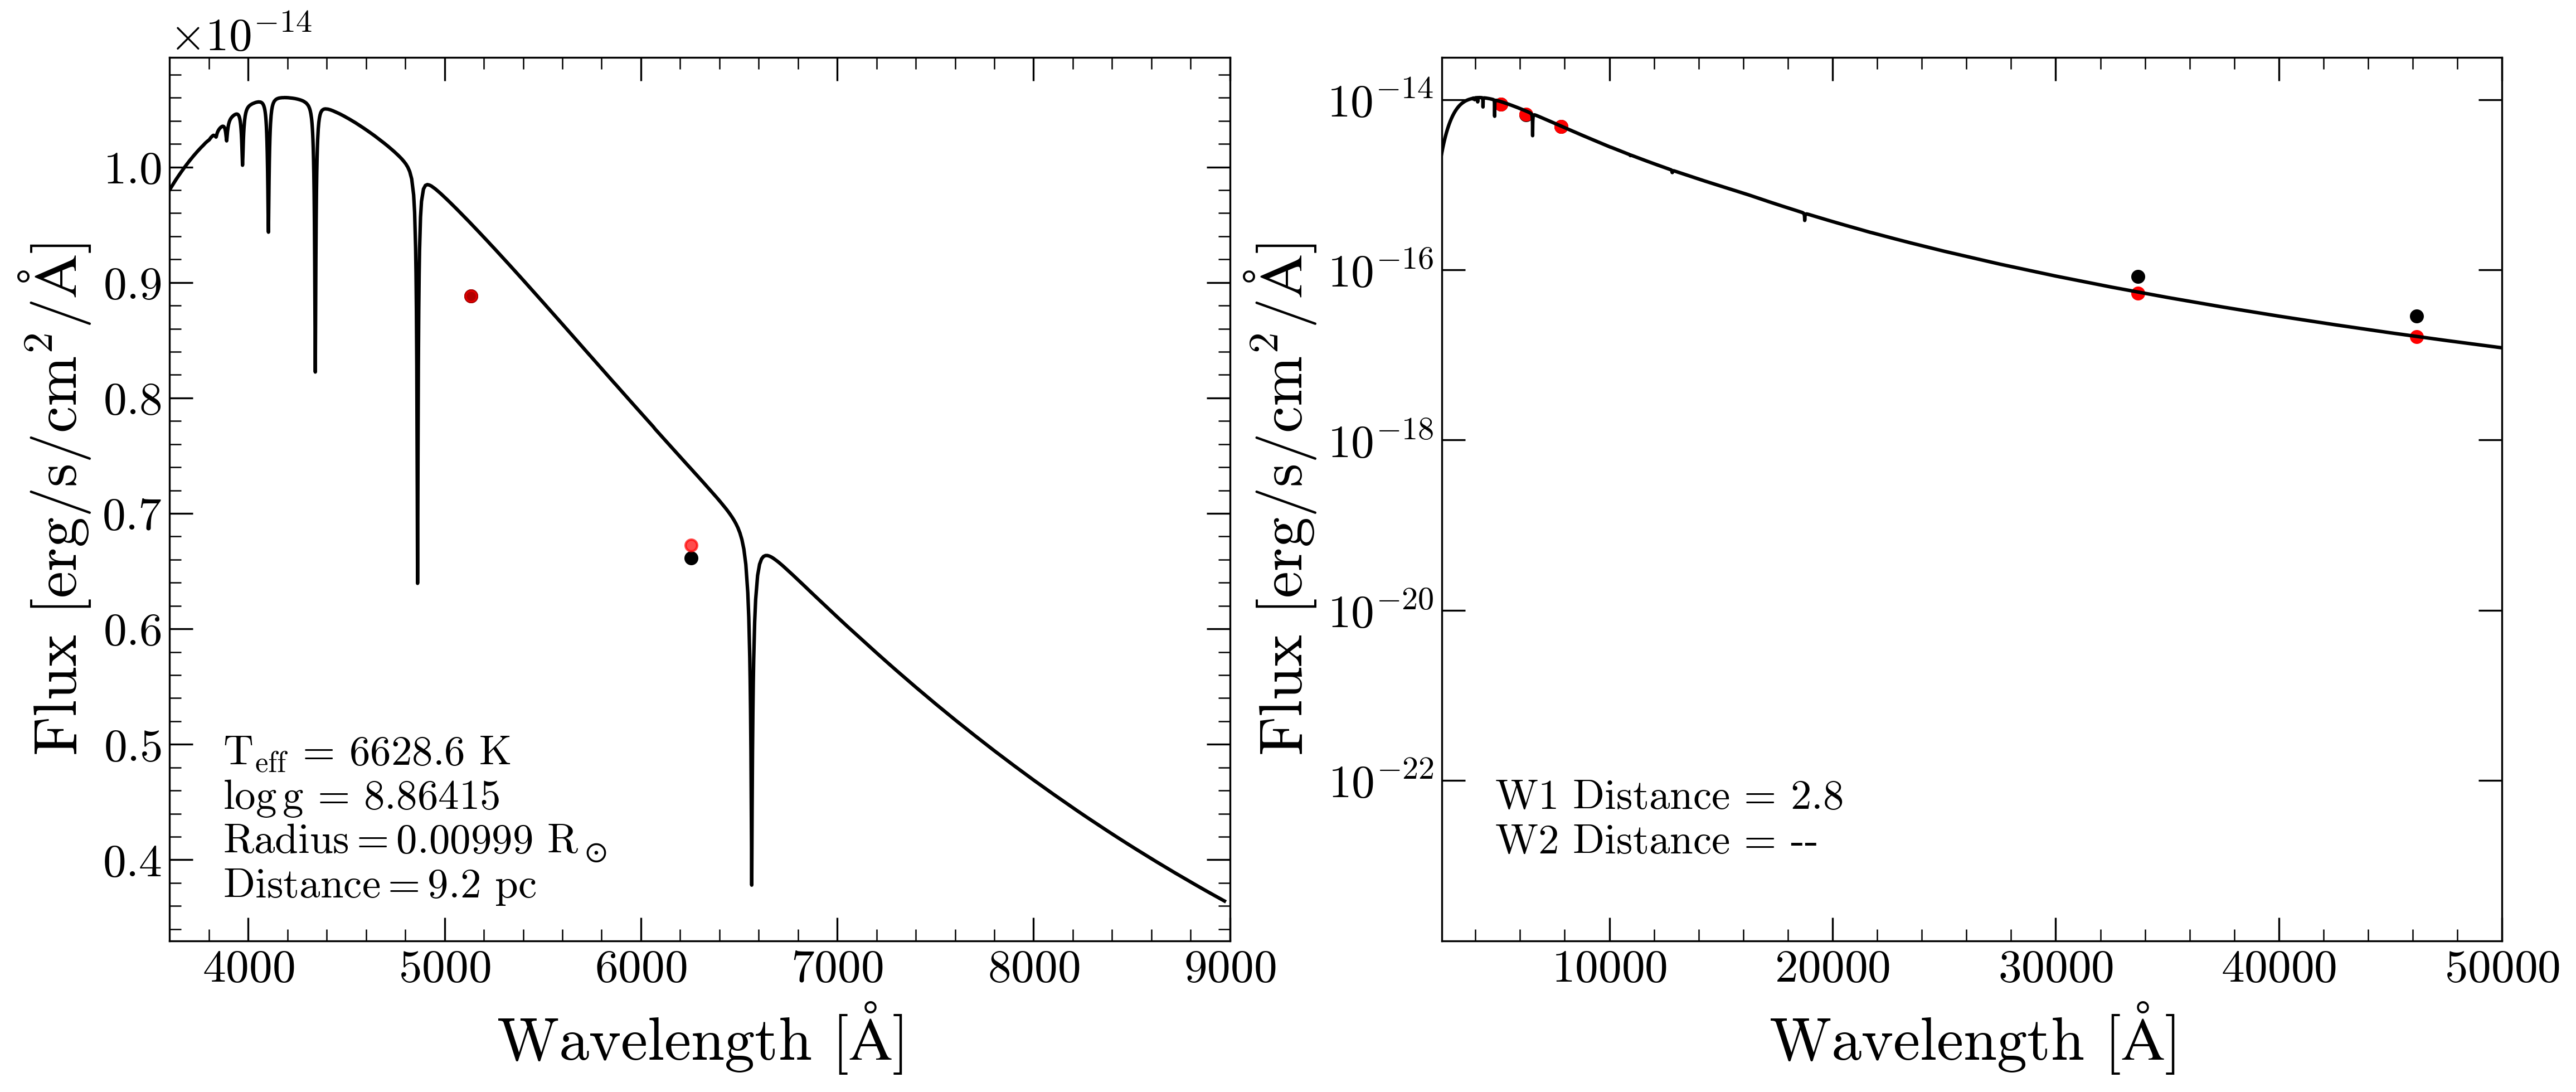 ×10⁻¹⁴
1.0
0.9
0.8
0.7
0.6
0.5
0.4
Flux [erg/s/cm²/Å]
T_eff = 6628.6 K
log g = 8.86415
Radius = 0.00999 R_⊙
Distance = 9.2 pc
4000 5000 6000 7000 8000 9000
Wavelength [Å]
10⁻¹⁴
10⁻¹⁶
10⁻¹⁸
10⁻²⁰
10⁻²²
Flux [erg/s/cm²/Å]
W1 Distance = 2.8
W2 Distance = --
10000 20000 30000 40000 50000
Wavelength [Å]